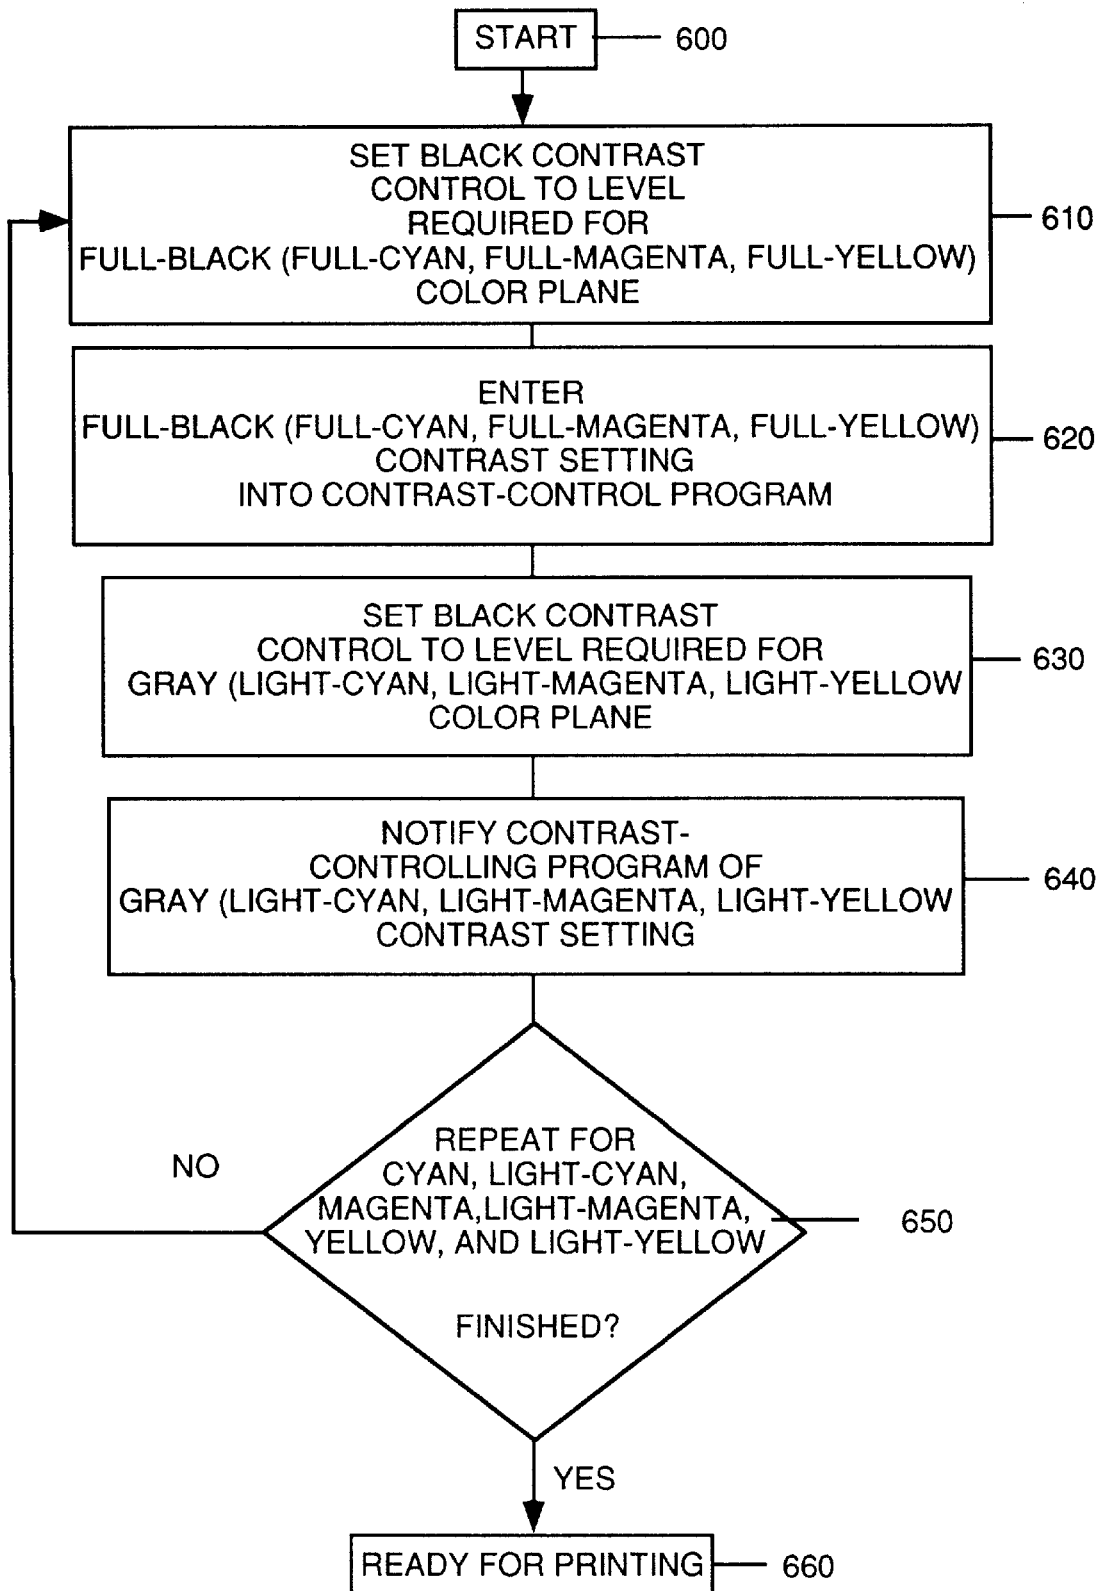 START 600
SET BLACK CONTRAST
CONTROL TO LEVEL
REQUIRED FOR
FULL-BLACK (FULL-CYAN, FULL-MAGENTA, FULL-YELLOW)
COLOR PLANE
610
ENTER
FULL-BLACK (FULL-CYAN, FULL-MAGENTA, FULL-YELLOW)
CONTRAST SETTING
INTO CONTRAST-CONTROL PROGRAM
620
SET BLACK CONTRAST
CONTROL TO LEVEL REQUIRED FOR
GRAY (LIGHT-CYAN, LIGHT-MAGENTA, LIGHT-YELLOW
COLOR PLANE
630
NOTIFY CONTRAST-
CONTROLLING PROGRAM OF
GRAY (LIGHT-CYAN, LIGHT-MAGENTA, LIGHT-YELLOW
CONTRAST SETTING
640
NO
REPEAT FOR
CYAN, LIGHT-CYAN,
MAGENTA,LIGHT-MAGENTA,
YELLOW, AND LIGHT-YELLOW
FINISHED?
650
YES
READY FOR PRINTING 660